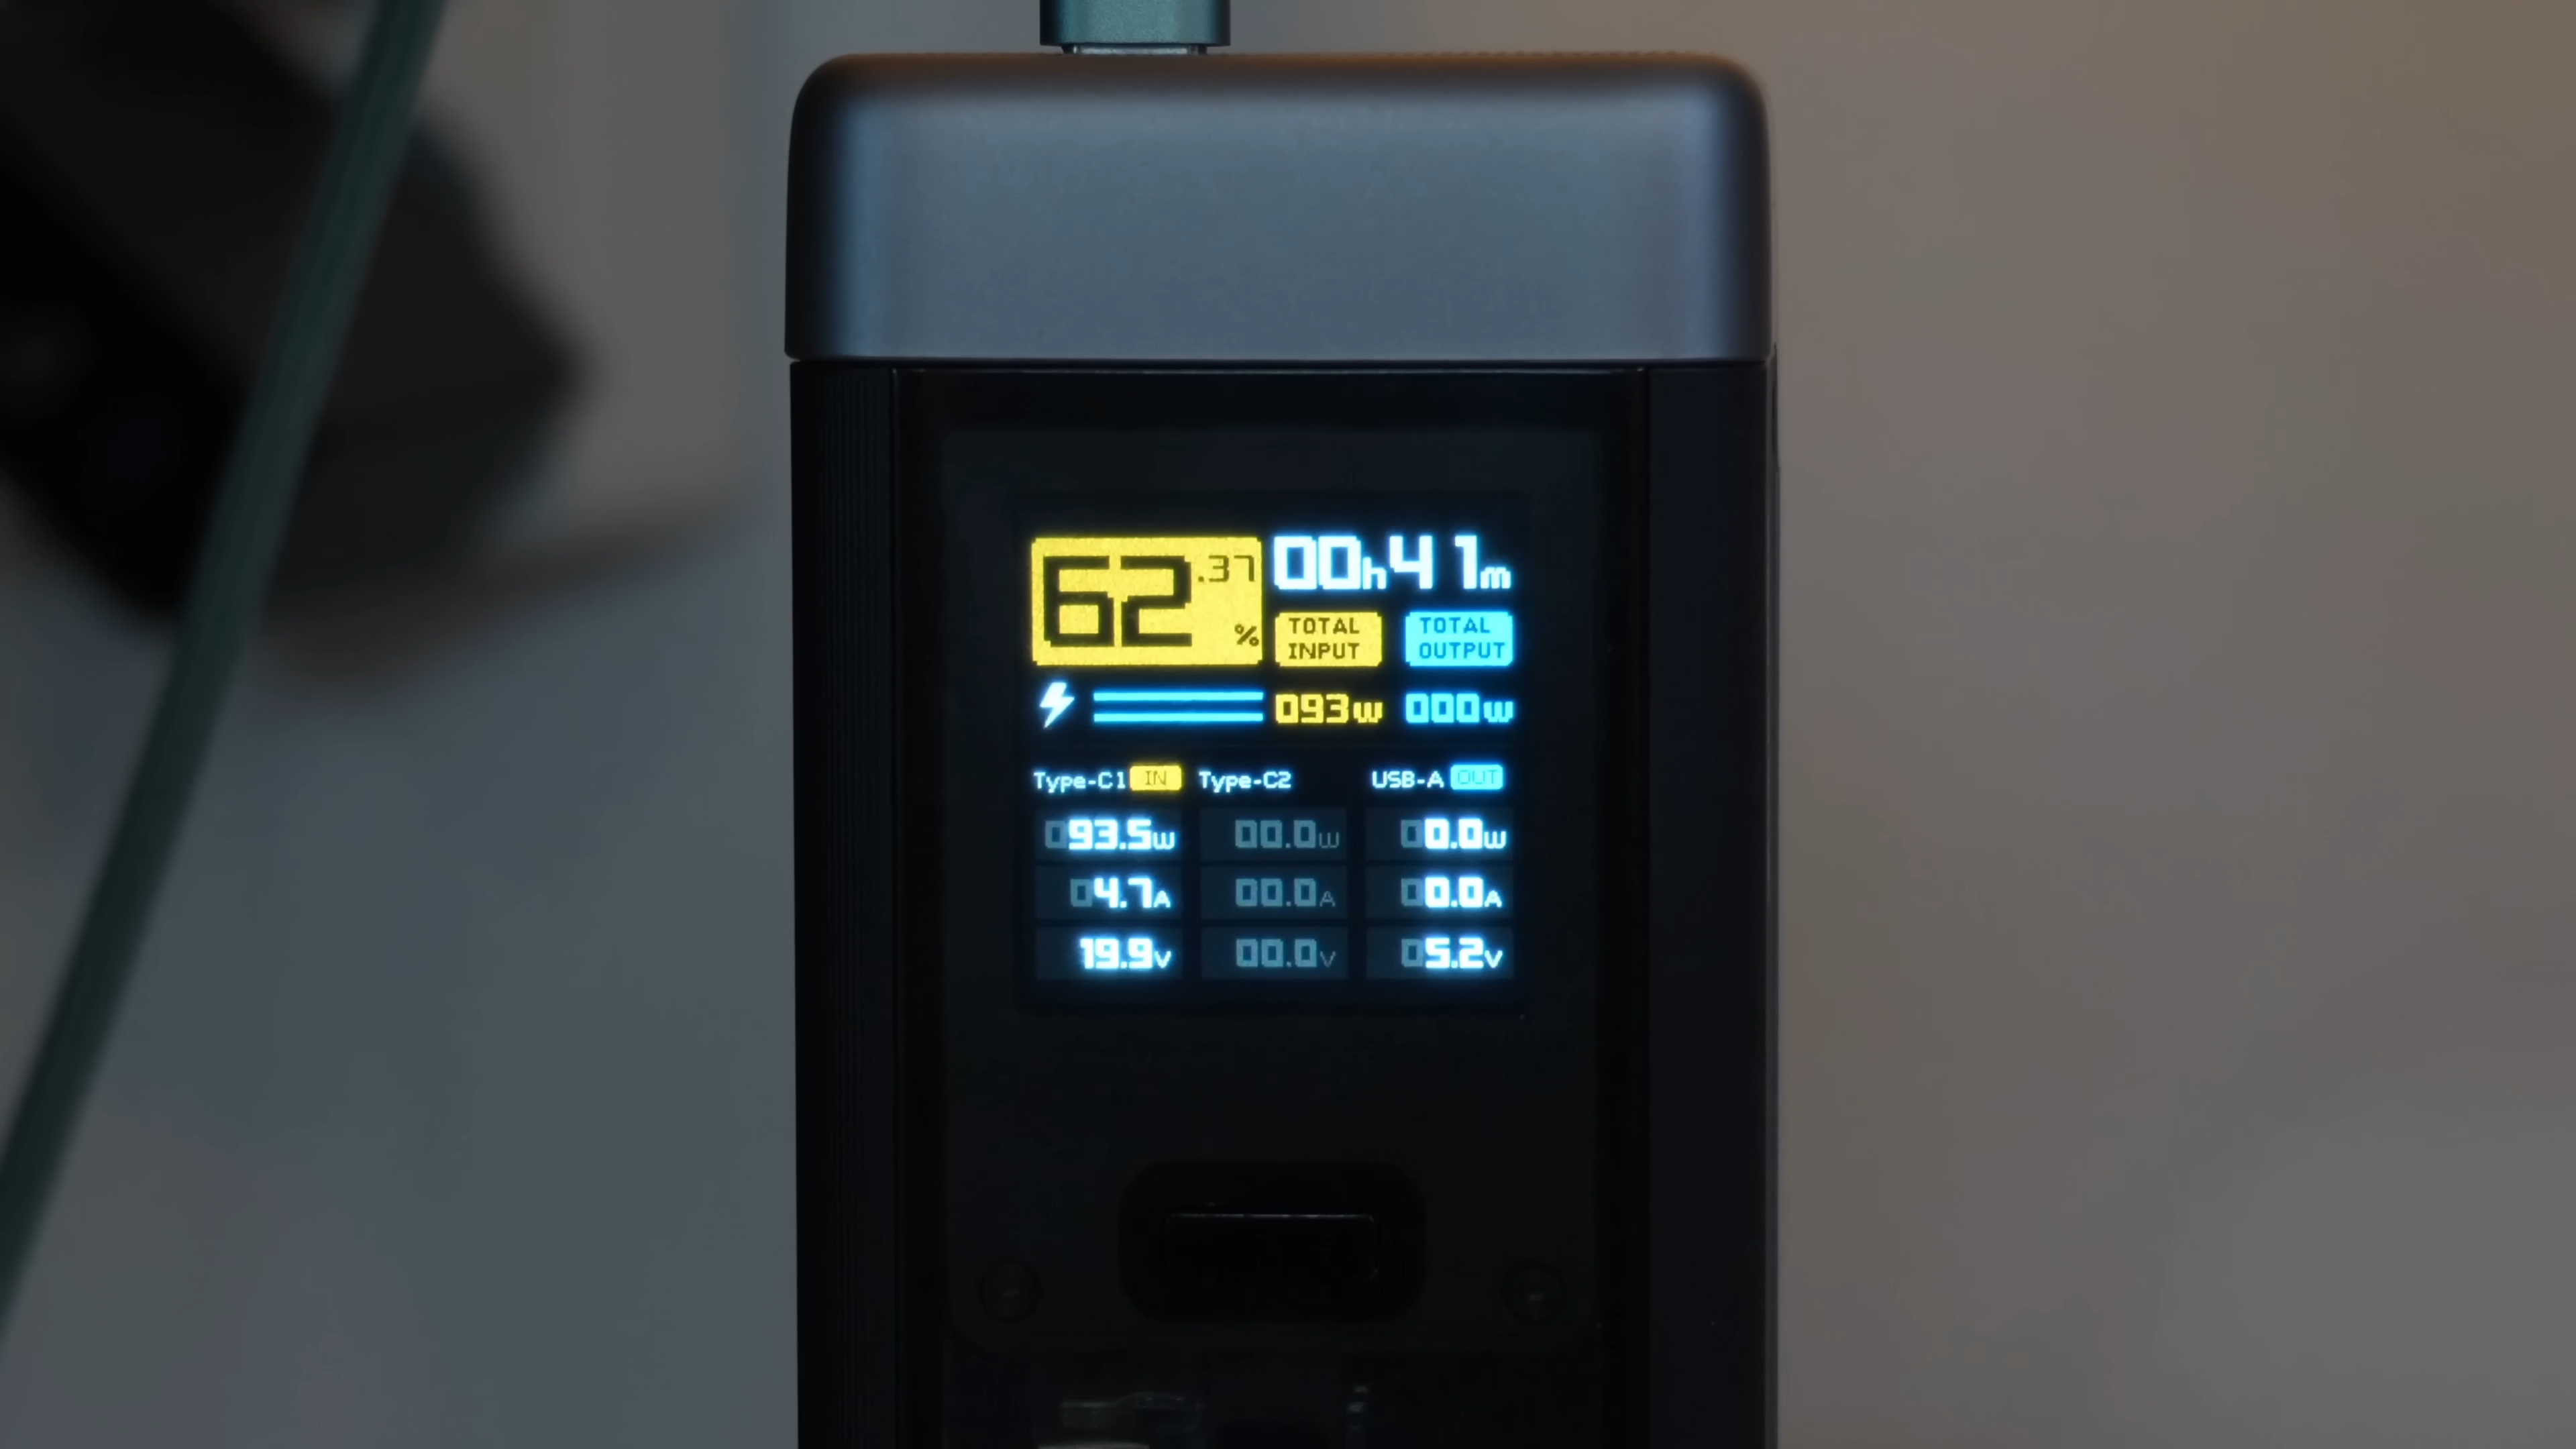 62.37% 00h41m
TOTAL INPUT TOTAL OUTPUT
093W 000W
Type-C1 IN Type-C2 USB-A OUT
093.5W 00.0W 00.0W
04.7A 00.0A 00.0A
19.9V 00.0V 05.2V